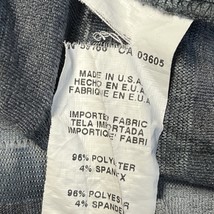 CA 03605
MADE IN U.S.A.
HECHO EN E.U.A.
FABRIQUE EN E.U.A.
IMPORTED FABRIC
TELA IMPORTADA
96% POLYESTER
4% SPANDEX
96% POLYESTER
4% SPANDEX